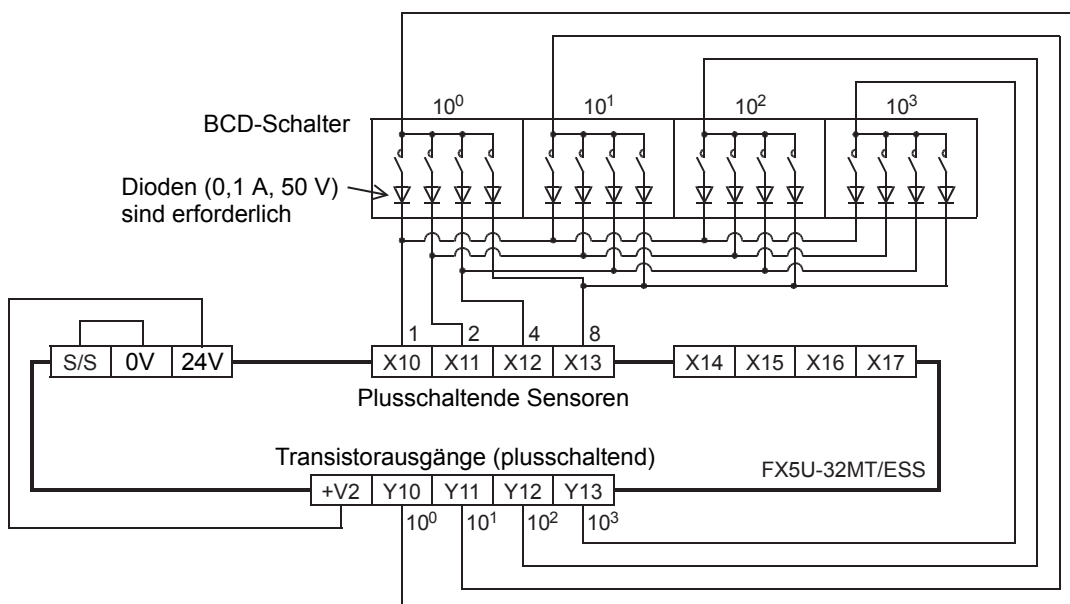 10⁰ 10¹ 10² 10³
BCD-Schalter
Dioden (0,1 A, 50 V)
sind erforderlich
1 2 4 8
S/S 0V 24V X10 X11 X12 X13 X14 X15 X16 X17
Plusschaltende Sensoren
Transistorausgänge (plusschaltend)
FX5U-32MT/ESS
+V2 Y10 Y11 Y12 Y13
10⁰ 10¹ 10² 10³